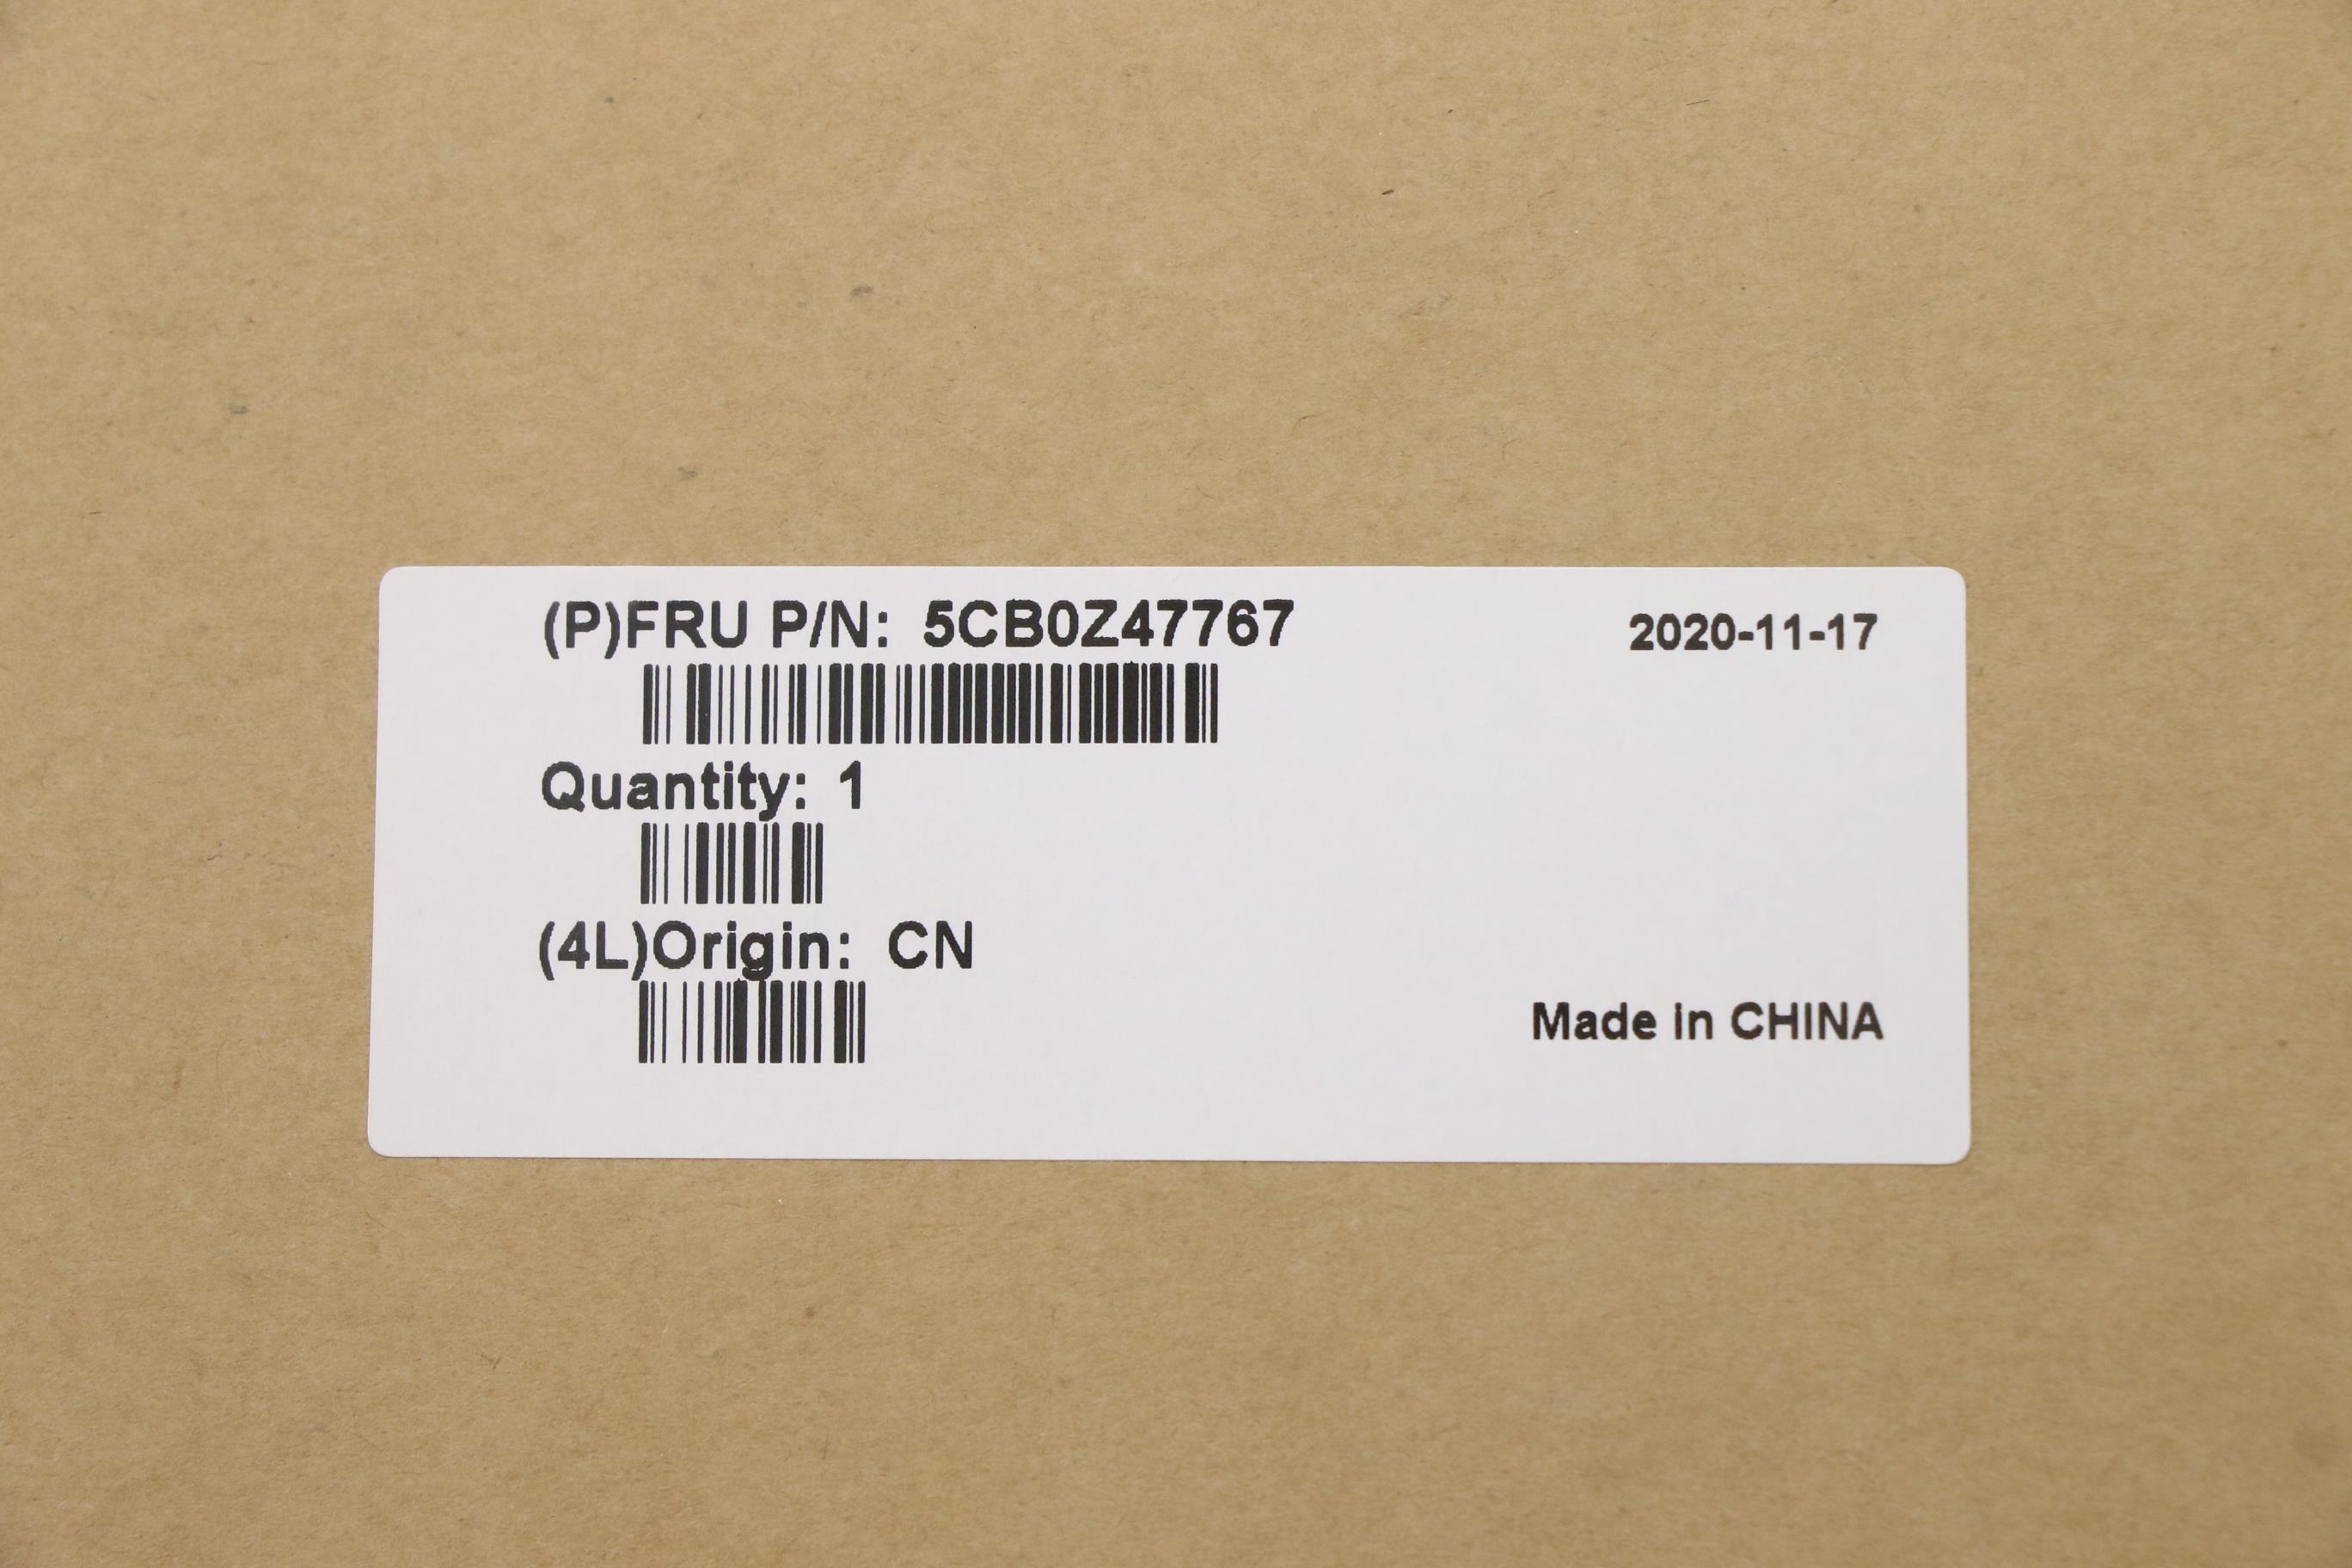 (P)FRU P/N: 5CB0Z47767
2020-11-17
Quantity: 1
(4L)Origin: CN
Made in CHINA